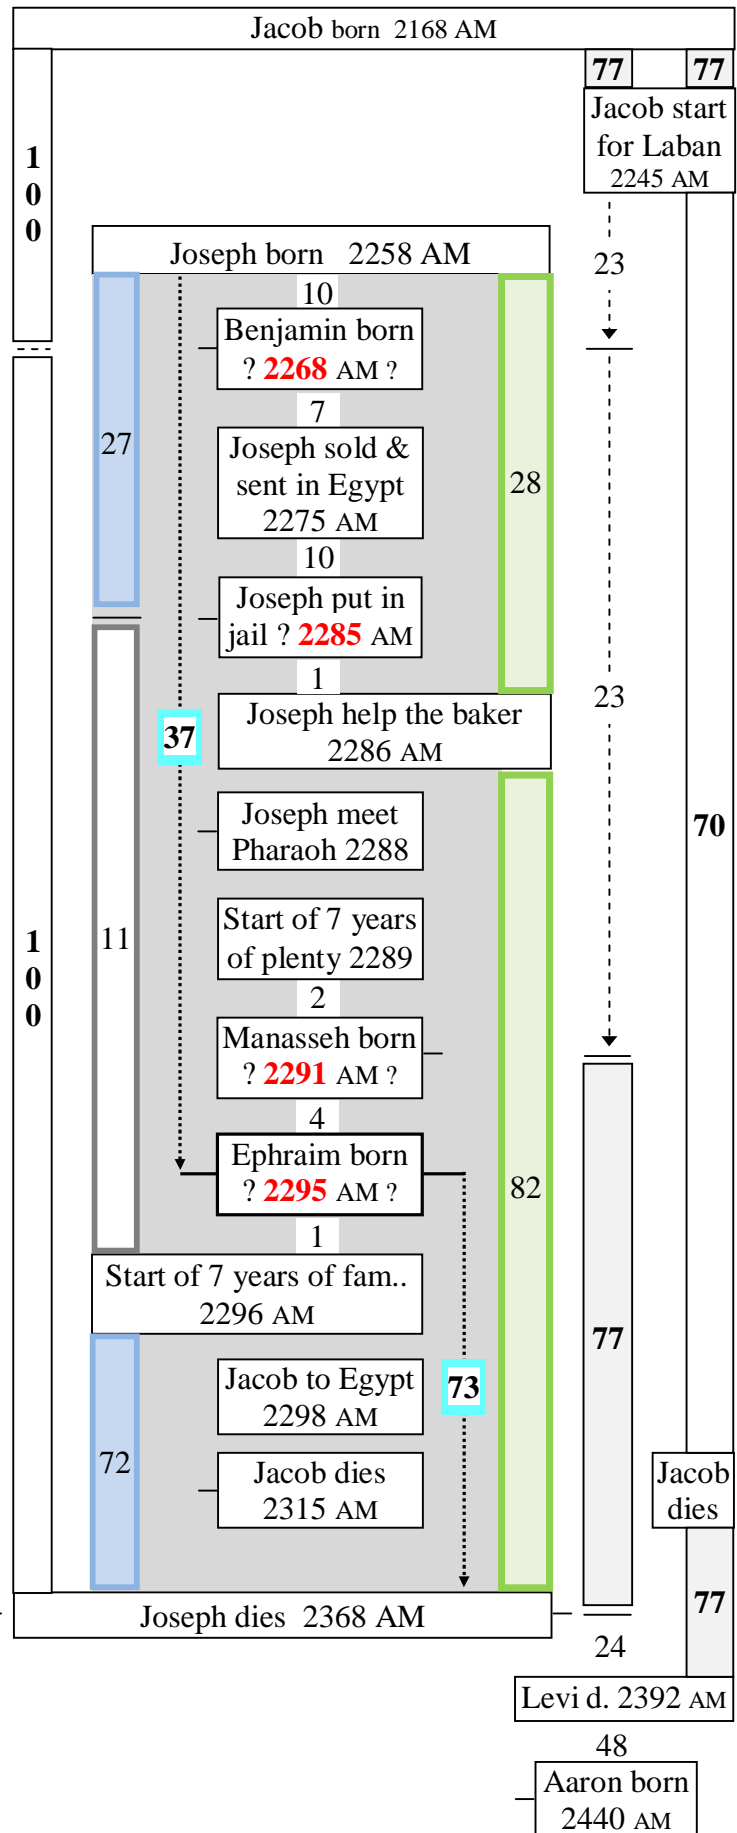 Jacob born 2168 AM
77
77
Jacob start
for Laban
2245 AM
1
0
0
Joseph born 2258 AM
23
10
Benjamin born
? 2268 AM ?
7
27
Joseph sold &
sent in Egypt
2275 AM
28
10
Joseph put in
jail ? 2285 AM
1
23
37
Joseph help the baker
2286 AM
Joseph meet
Pharaoh 2288
70
Start of 7 years
of plenty 2289
11
1
0
0
2
Manasseh born
? 2291 AM ?
4
Ephraim born
? 2295 AM ?
82
1
Start of 7 years of fam..
2296 AM
77
Jacob to Egypt
2298 AM
73
72
Jacob dies
2315 AM
Jacob
dies
Joseph dies 2368 AM
77
24
Levi d. 2392 AM
48
Aaron born
2440 AM